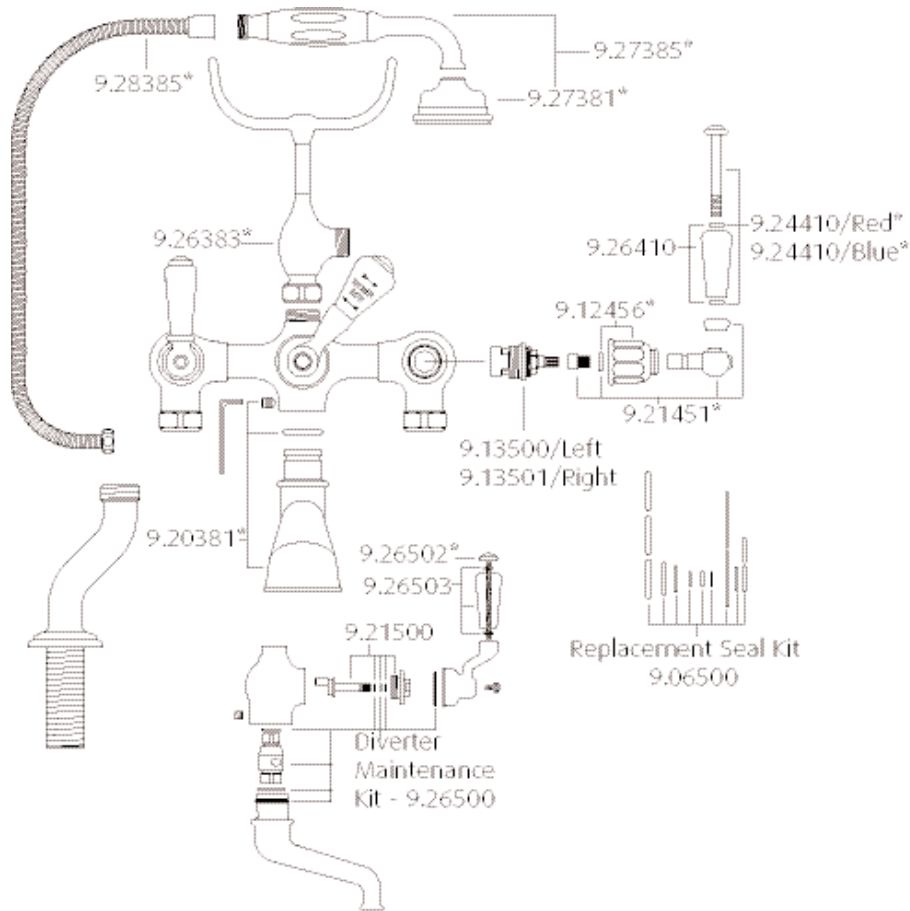 9.27385*
9.28385*
9.27381*
9.24410/Red*
9.26383*
9.26410
9.24410/Blue*
9.12456*
9.21451*
9.13500/Left
9.13501/Right
9.20381*
9.26502*
9.26503
9.21500
Replacement Seal Kit
9.06500
Diverter
Maintenance
Kit - 9.26500